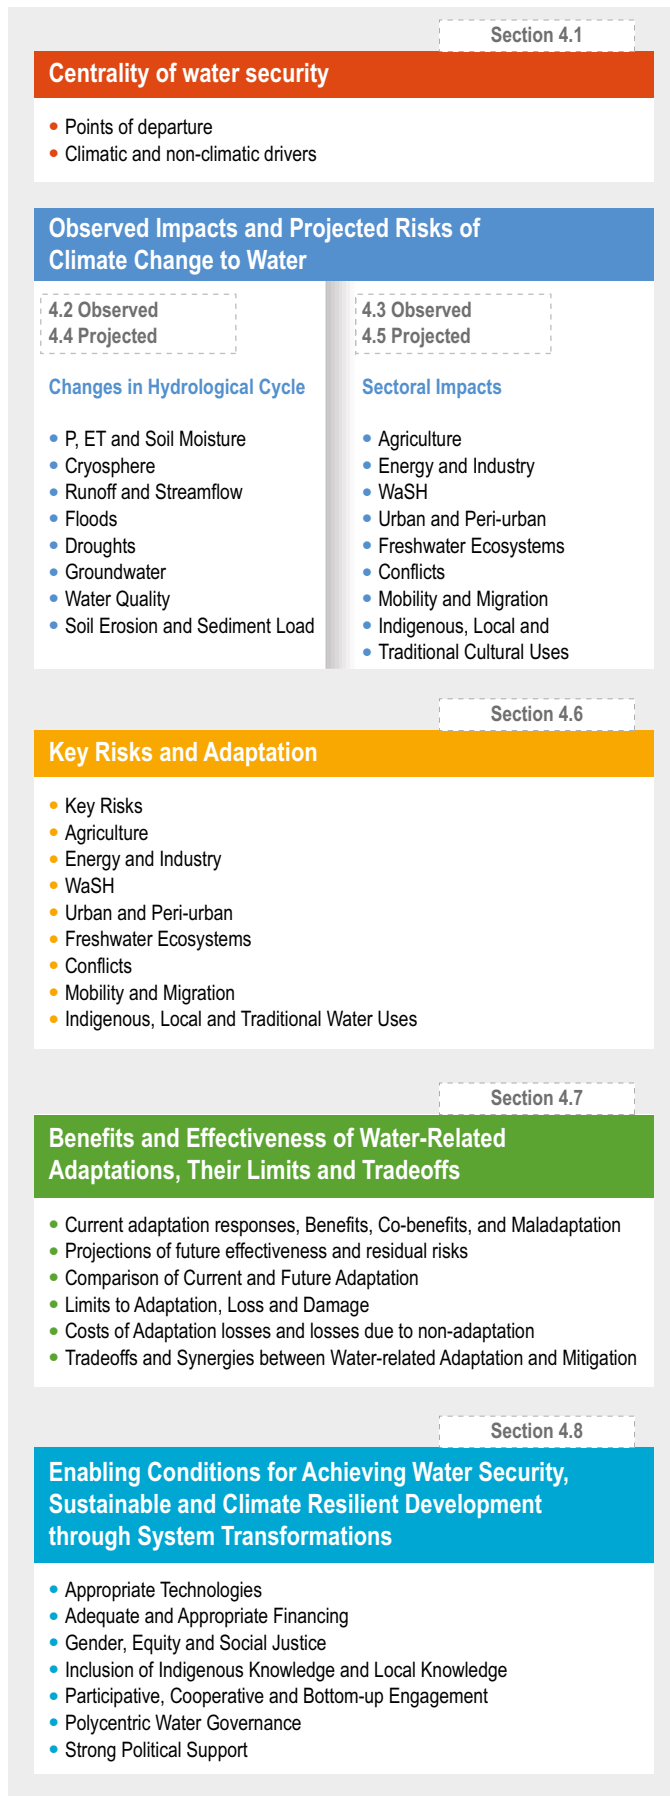 Section 4.1
Centrality of water security
• Points of departure
• Climatic and non-climatic drivers
Observed Impacts and Projected Risks of
Climate Change to Water
4.2 Observed
4.4 Projected
Changes in Hydrological Cycle
• P, ET and Soil Moisture
• Cryosphere
• Runoff and Streamflow
• Floods
• Droughts
• Groundwater
• Water Quality
• Soil Erosion and Sediment Load
4.3 Observed
4.5 Projected
Sectoral Impacts
• Agriculture
• Energy and Industry
• WaSH
• Urban and Peri-urban
• Freshwater Ecosystems
• Conflicts
• Mobility and Migration
• Indigenous, Local and
• Traditional Cultural Uses
Section 4.6
Key Risks and Adaptation
• Key Risks
• Agriculture
• Energy and Industry
• WaSH
• Urban and Peri-urban
• Freshwater Ecosystems
• Conflicts
• Mobility and Migration
• Indigenous, Local and Traditional Water Uses
Section 4.7
Benefits and Effectiveness of Water-Related
Adaptations, Their Limits and Tradeoffs
• Current adaptation responses, Benefits, Co-benefits, and Maladaptation
• Projections of future effectiveness and residual risks
• Comparison of Current and Future Adaptation
• Limits to Adaptation, Loss and Damage
• Costs of Adaptation losses and losses due to non-adaptation
• Tradeoffs and Synergies between Water-related Adaptation and Mitigation
Section 4.8
Enabling Conditions for Achieving Water Security,
Sustainable and Climate Resilient Development
through System Transformations
• Appropriate Technologies
• Adequate and Appropriate Financing
• Gender, Equity and Social Justice
• Inclusion of Indigenous Knowledge and Local Knowledge
• Participative, Cooperative and Bottom-up Engagement
• Polycentric Water Governance
• Strong Political Support